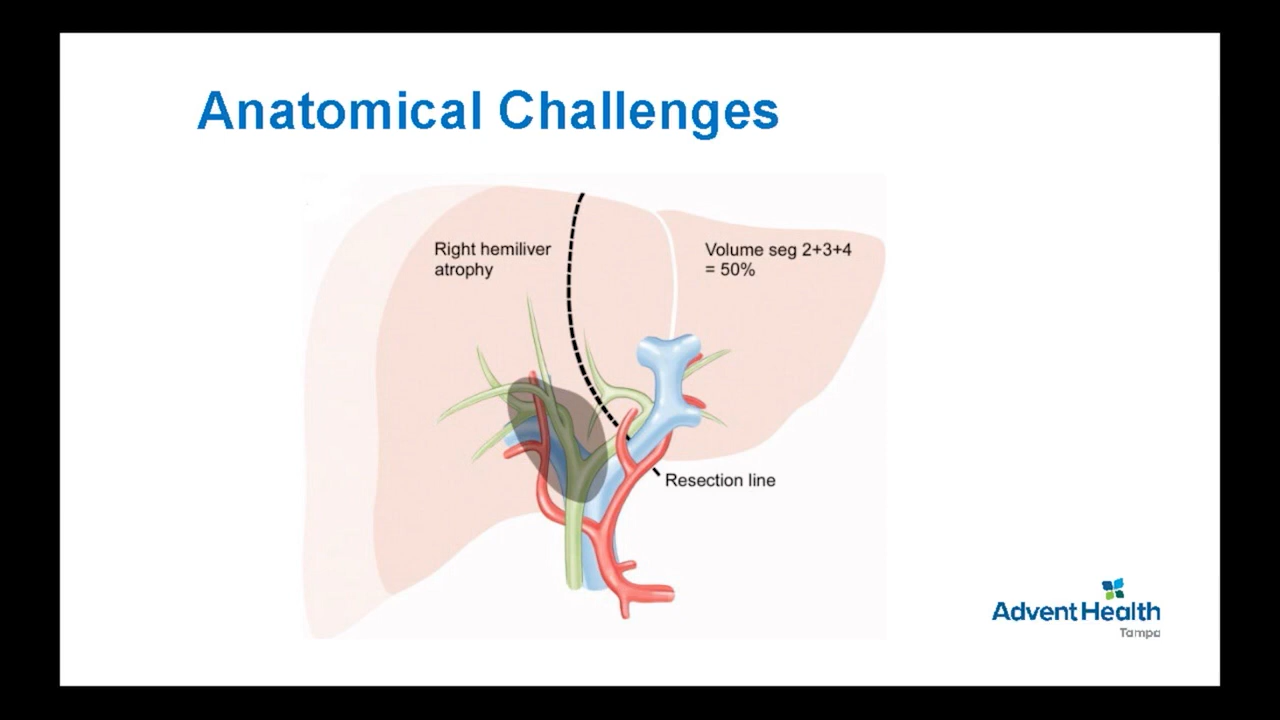 Anatomical Challenges
Right hemiliver
atrophy
Volume seg 2+3+4
= 50%
Resection line
AdventHealth
Tampa